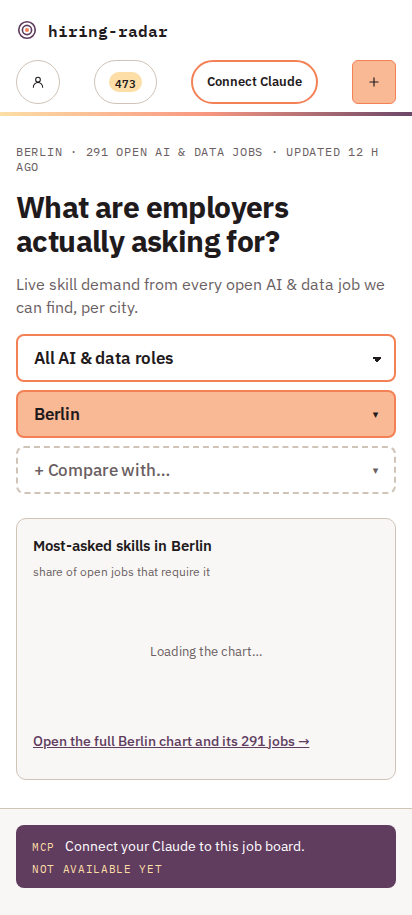 hiring-radar
473
Connect Claude
+
BERLIN · 291 OPEN AI & DATA JOBS · UPDATED 12 H
AGO
What are employers
actually asking for?
Live skill demand from every open AI & data job we
can find, per city.
All AI & data roles
Berlin
+ Compare with...
Most-asked skills in Berlin
share of open jobs that require it
Loading the chart...
Open the full Berlin chart and its 291 jobs →
MCP Connect your Claude to this job board.
NOT AVAILABLE YET